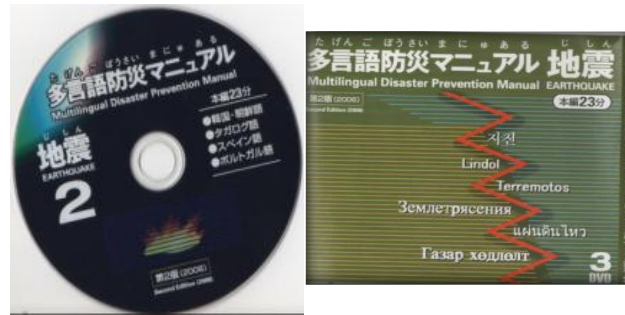 た げん ご ぼうさい ま に ゅ あ る
多言語防災マニュアル
Multilingual Disaster Prevention Manual
じ しん
地震
EARTHQUAKE
2
本編23分
●韓国・朝鮮語
●タガログ語
●スペイン語
●ポルトガル語
第2版(2006)
Second Edition (2006)
た げん ご ぼうさい ま に ゅ あ る
多言語防災マニュアル
Multilingual Disaster Prevention Manual
じ しん
地震
EARTHQUAKE
第2版(2006)
Second Edition (2006)
本編23分
지진
Lindol
Terremotos
Землетрясения
แผ่นดินไหว
Газар хөдлөлт
3
DVD